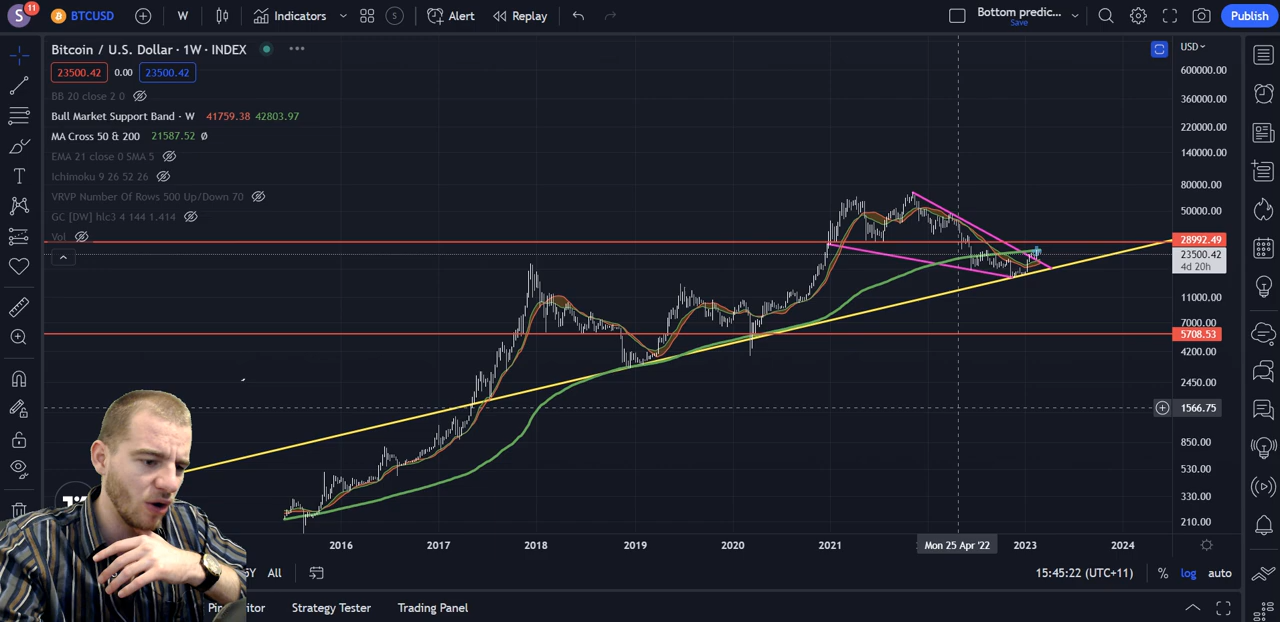 S 11 BTCUSD W Indicators S Alert Replay Bottom predic... Save Publish
Bitcoin / U.S. Dollar · 1W · INDEX
USD
23500.42 0.00 23500.42
600000.00
BB 20 close 2 0
360000.00
Bull Market Support Band · W 41759.38 42803.97
220000.00
MA Cross 50 & 200 21587.52 Ø
140000.00
EMA 21 close 0 SMA 5
Ichimoku 9 26 52 26
80000.00
VRVP Number Of Rows 500 Up/Down 70
50000.00
GC [DW] hlc3 4 144 1.414
Vol
28992.49
23500.42
4d 20h
11000.00
7000.00
5708.53
4200.00
2450.00
1566.75
850.00
530.00
330.00
210.00
2016 2017 2018 2019 2020 2021 Mon 25 Apr '22 2023 2024
5Y All 15:45:22 (UTC+11) % log auto
Strategy Tester Trading Panel